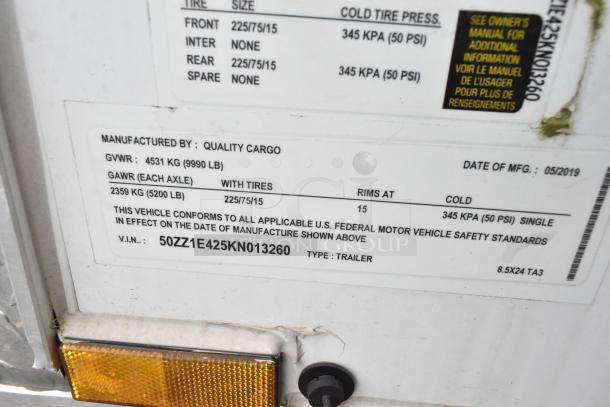 TIRE SIZE COLD TIRE PRESS.
FRONT 225/75/15 345 KPA (50 PSI)
INTER NONE
REAR 225/75/15 345 KPA (50 PSI)
SPARE NONE
SEE OWNER'S
MANUAL FOR
ADDITIONAL
INFORMATION
VOIR LE MANUEL
DE L'USAGER
POUR PLUS DE
RENSEIGNEMENTS
Z1E425KN013260
MANUFACTURED BY : QUALITY CARGO
DATE OF MFG. : 05/2019
GVWR : 4531 KG (9990 LB)
GAWR (EACH AXLE) WITH TIRES RIMS AT COLD
2359 KG (5200 LB) 225/75/15 15 345 KPA (50 PSI) SINGLE
THIS VEHICLE CONFORMS TO ALL APPLICABLE U.S. FEDERAL MOTOR VEHICLE SAFETY STANDARDS
IN EFFECT ON THE DATE OF MANUFACTURE SHOWN ABOVE
V.I.N.. : 50ZZ1E425KN013260 TYPE : TRAILER
8.5X24 TA3
GROUP